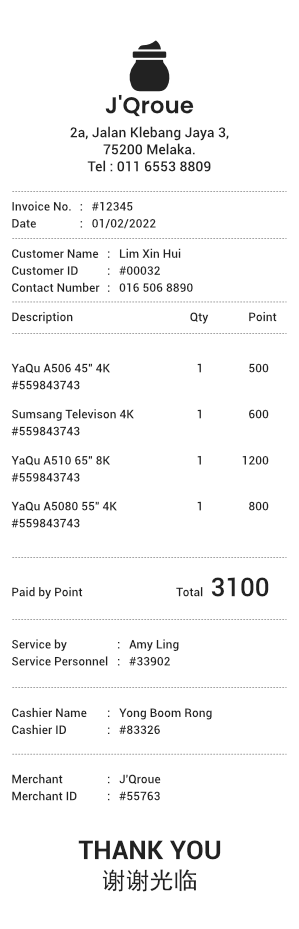 J'Qroue
2a, Jalan Klebang Jaya 3,
75200 Melaka.
Tel : 011 6553 8809
Invoice No. : #12345
Date : 01/02/2022
Customer Name : Lim Xin Hui
Customer ID : #00032
Contact Number : 016 506 8890
Description Qty Point
YaQu A506 45" 4K 1 500
#559843743
Sumsang Televison 4K 1 600
#559843743
YaQu A510 65" 8K 1 1200
#559843743
YaQu A5080 55" 4K 1 800
#559843743
Paid by Point Total 3100
Service by : Amy Ling
Service Personnel : #33902
Cashier Name : Yong Boom Rong
Cashier ID : #83326
Merchant : J'Qroue
Merchant ID : #55763
THANK YOU
谢谢光临